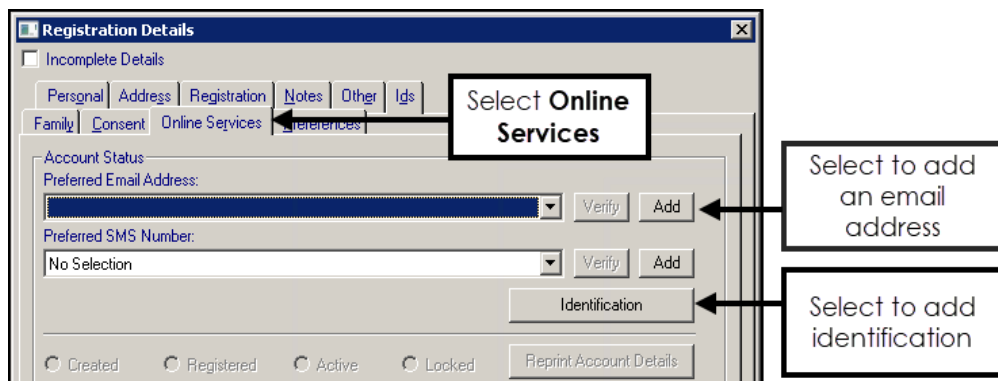 Registration Details
Incomplete Details
Personal Address Registration Notes Other Ids
Family Consent Online Services Preferences
Select Online
Services
Account Status
Preferred Email Address:
Verify Add
Select to add
an email
address
Preferred SMS Number:
No Selection Verify Add
Identification
Select to add
identification
Created Registered Active Locked Reprint Account Details